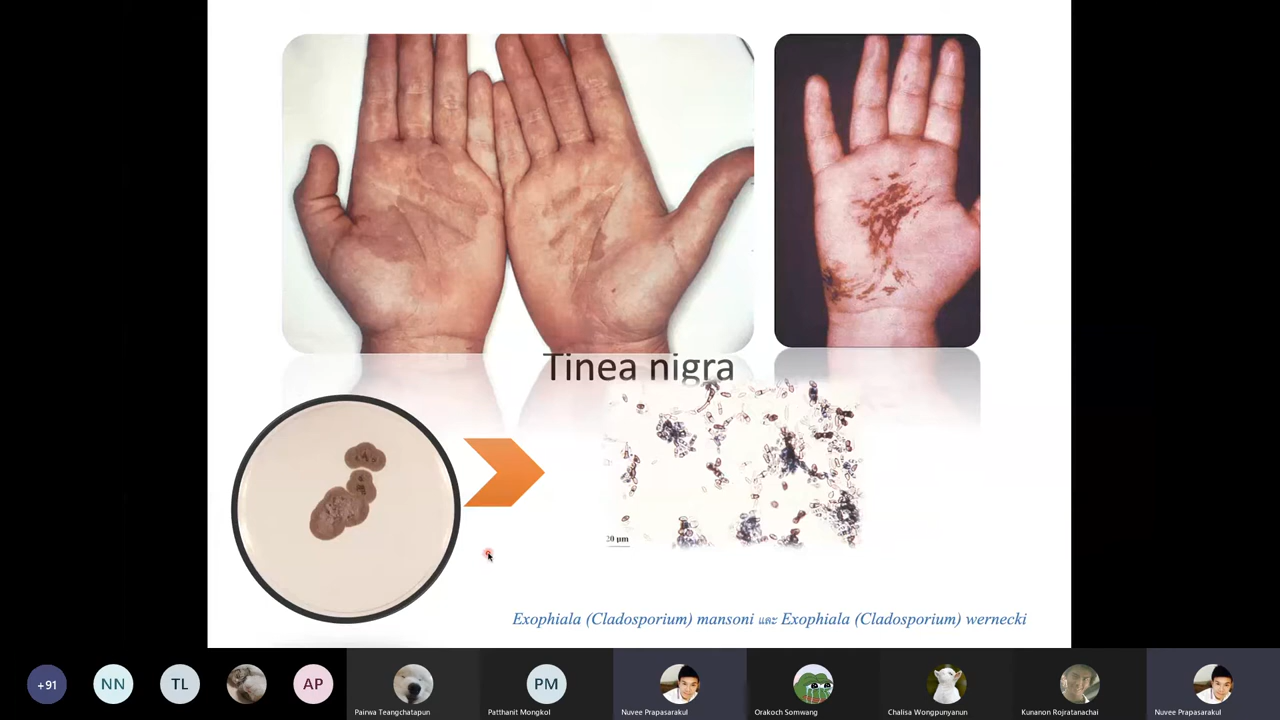 Tinea nigra
20 µm
Exophiala (Cladosporium) mansoni และ Exophiala (Cladosporium) wernecki
+91
NN
TL
AP
PM
Pairwa Teangchatapun
Patthanit Mongkol
Nuvee Prapasarakul
Orakoch Somwang
Chalisa Wongpunyanun
Kunanon Rojratanachai
Nuvee Prapasarakul